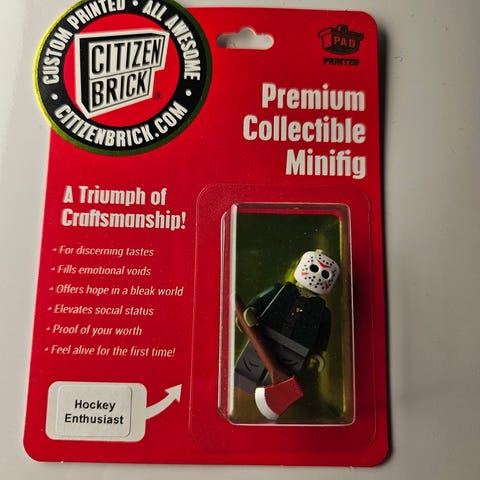 CUSTOM PRINTED • ALL AWESOME •
CITIZEN
BRICK®
CITIZENBRICK.COM
PAD
PRINTED
Premium
Collectible
Minifig
A Triumph of
Craftsmanship!
• For discerning tastes
• Fills emotional voids
• Offers hope in a bleak world
• Elevates social status
• Proof of your worth
• Feel alive for the first time!
Hockey
Enthusiast